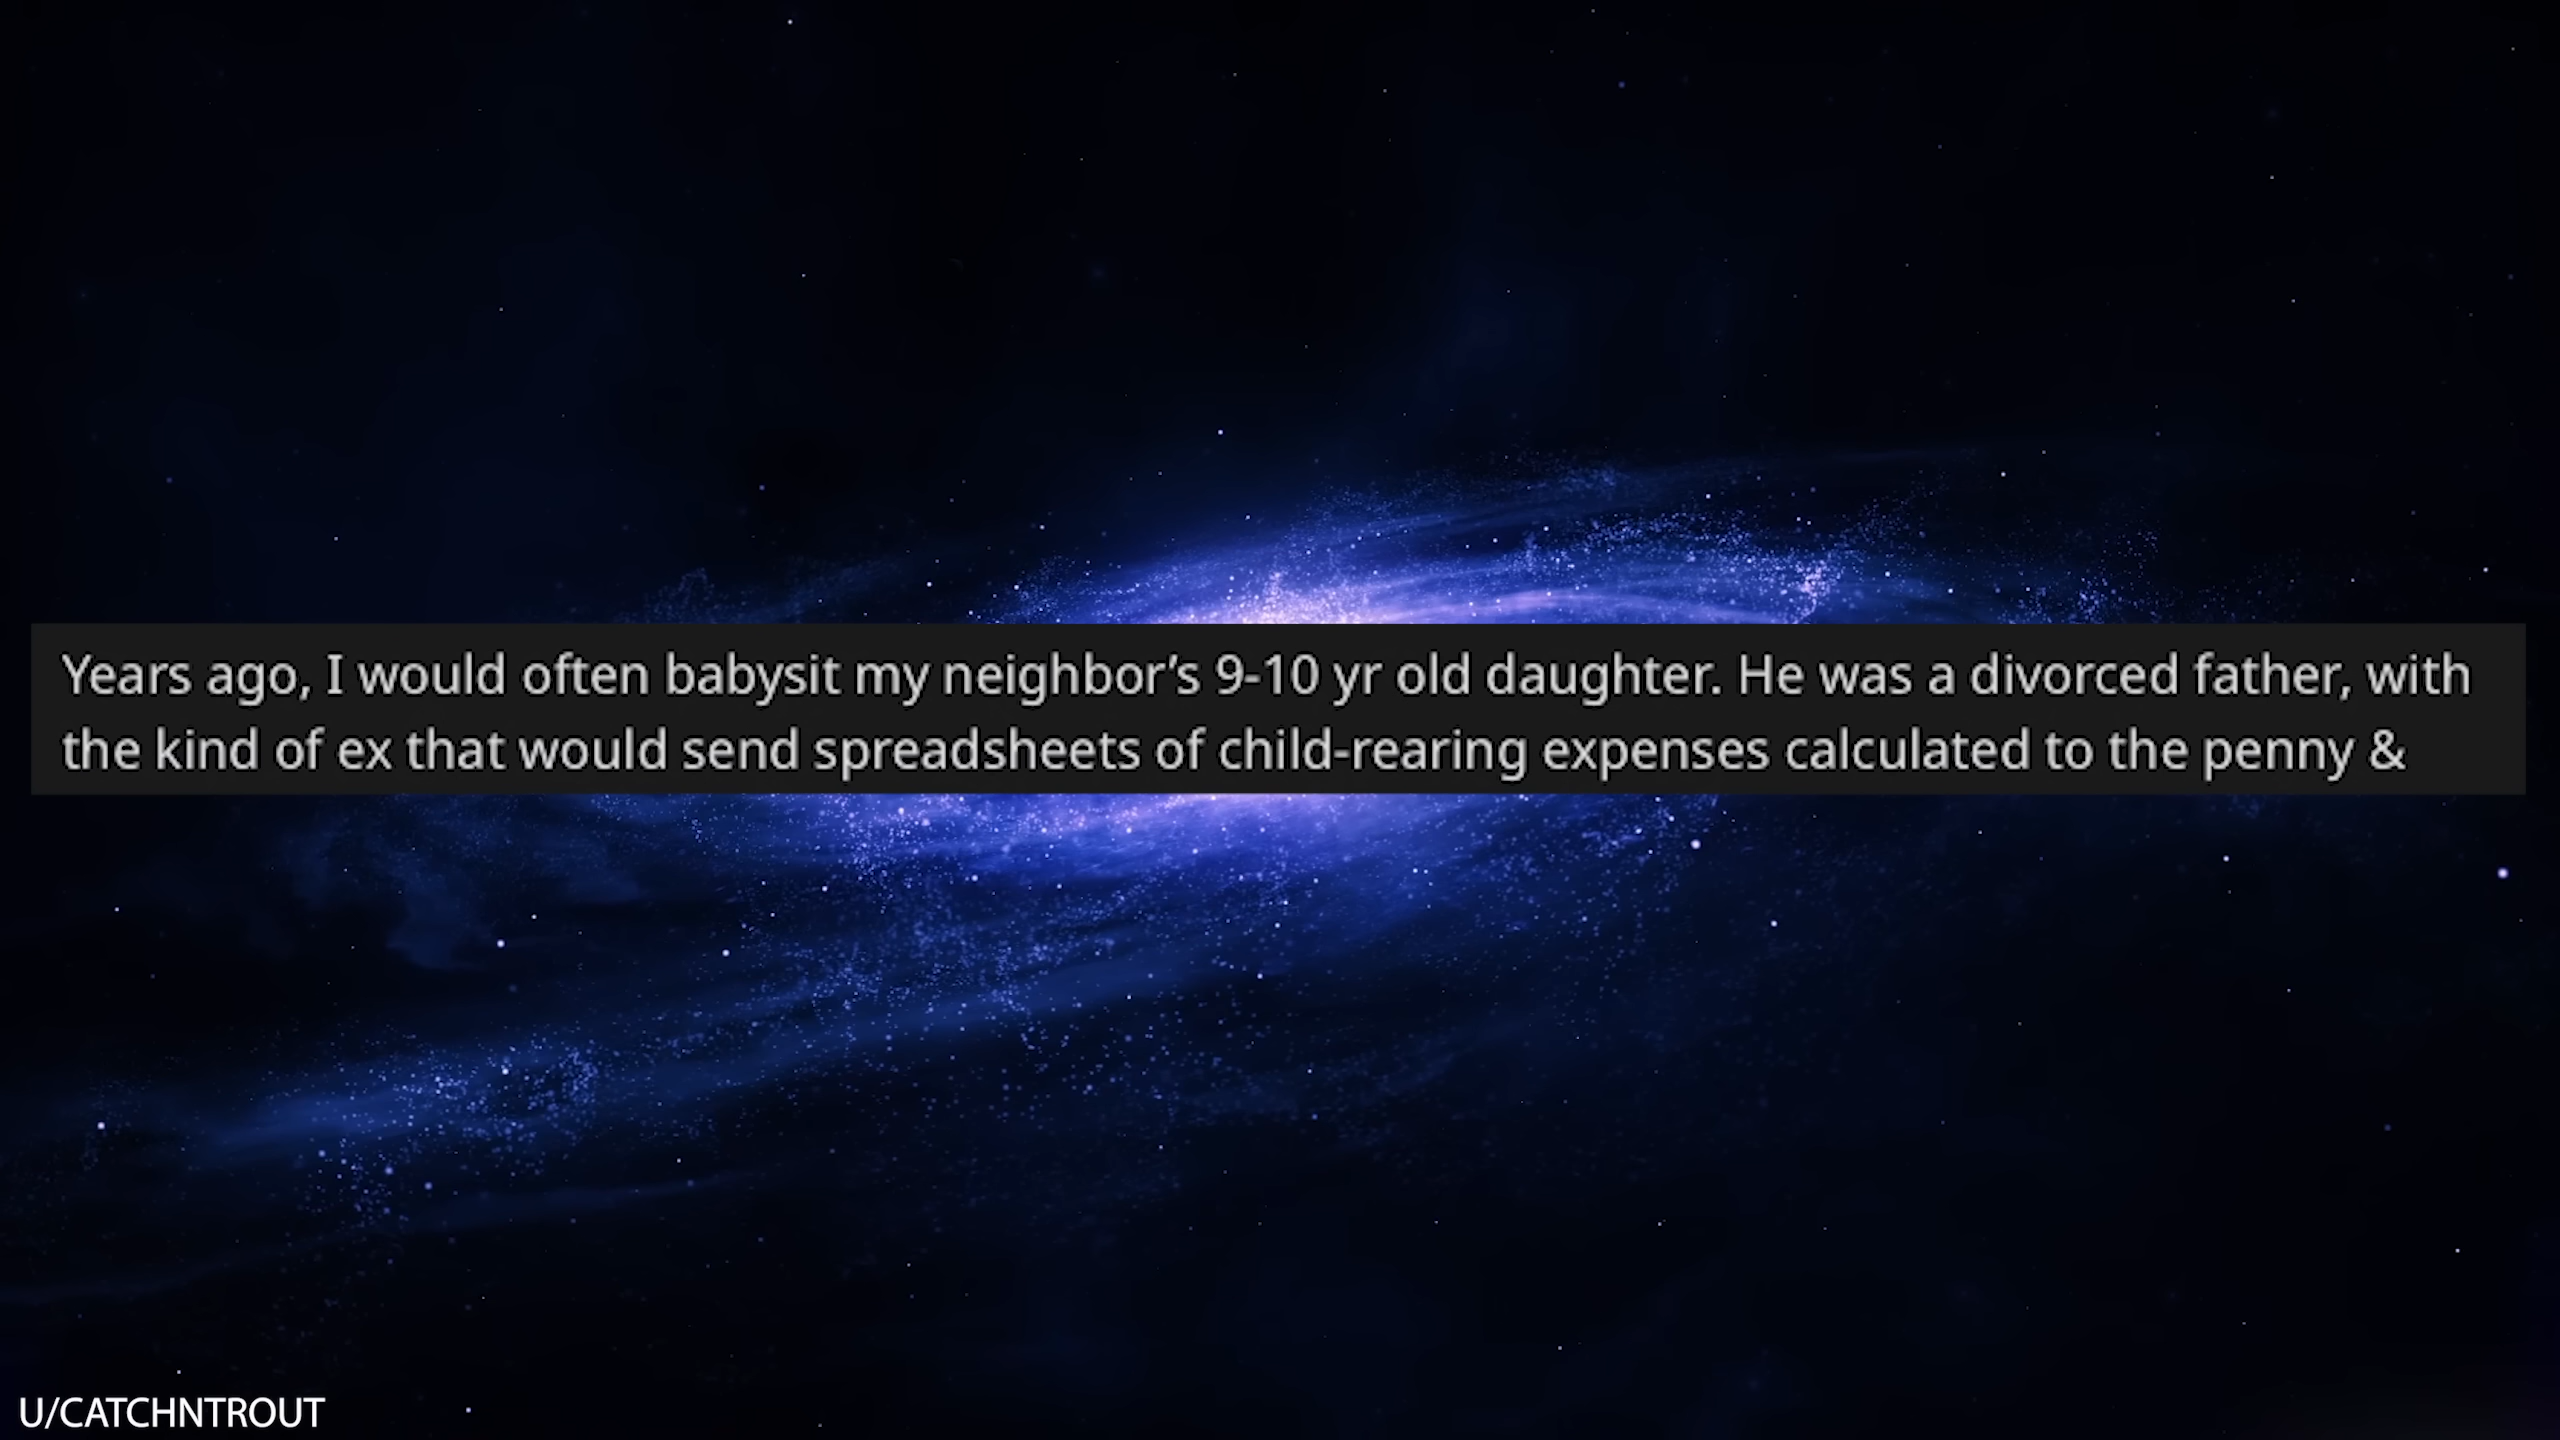 Years ago, I would often babysit my neighbor’s 9-10 yr old daughter. He was a divorced father, with
the kind of ex that would send spreadsheets of child-rearing expenses calculated to the penny &
U/CATCHNTROUT